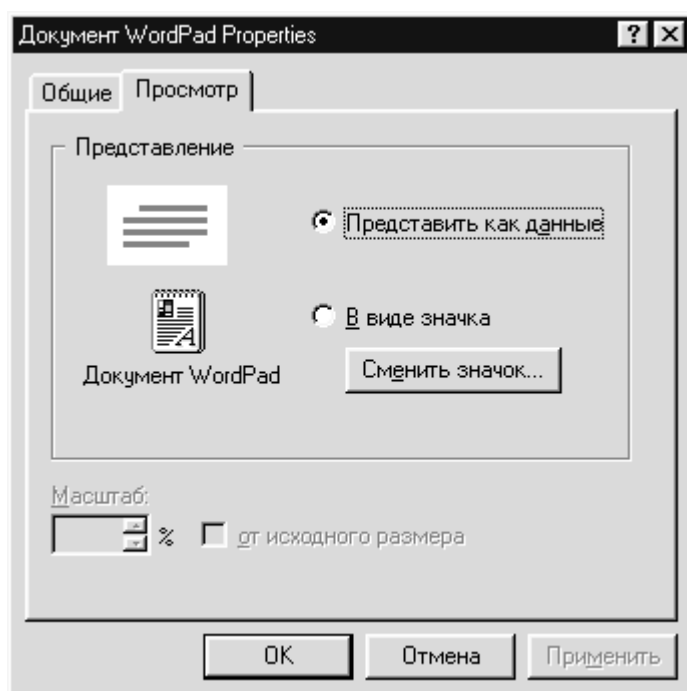 Документ WordPad Properties
Общие Просмотр
Представление
Представить как данные
В виде значка
Документ WordPad
Сменить значок...
Масштаб:
% от исходного размера
OK Отмена Применить